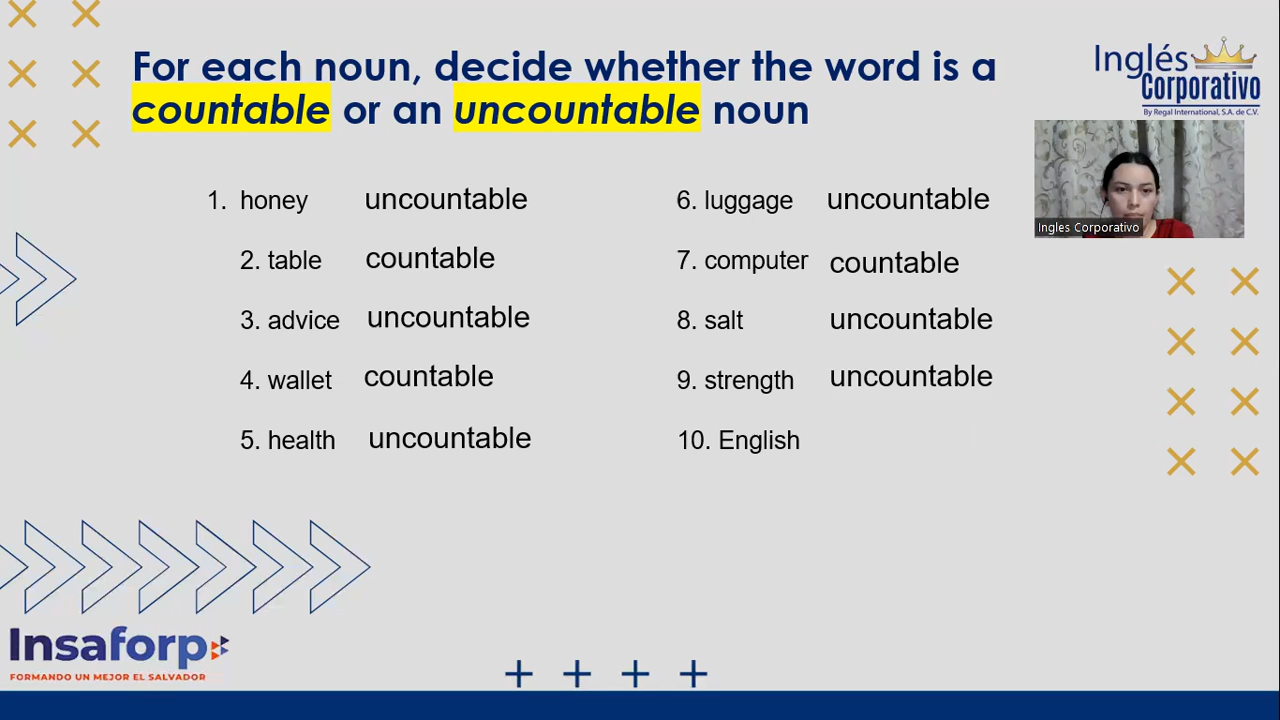 For each noun, decide whether the word is a
countable or an uncountable noun
Inglés
Corporativo
By Regal International, S.A. de C.V.
Ingles Corporativo
1. honey uncountable
2. table countable
3. advice uncountable
4. wallet countable
5. health uncountable
6. luggage uncountable
7. computer countable
8. salt uncountable
9. strength uncountable
10. English
Insaforp
FORMANDO UN MEJOR EL SALVADOR